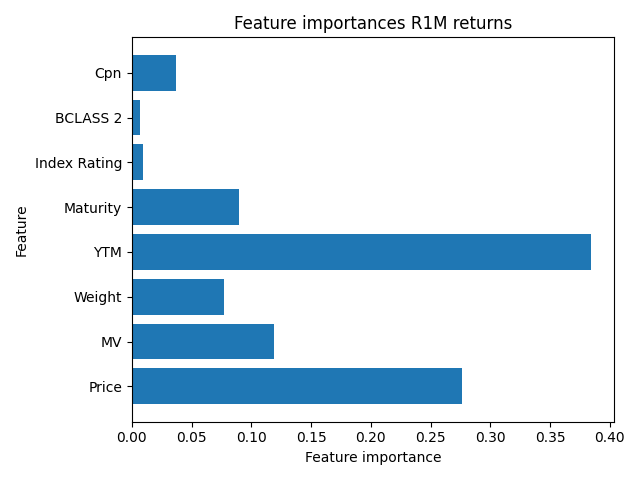 Feature importances R1M returns
Feature
Cpn
BCLASS 2
Index Rating
Maturity
YTM
Weight
MV
Price
0.00 0.05 0.10 0.15 0.20 0.25 0.30 0.35 0.40
Feature importance